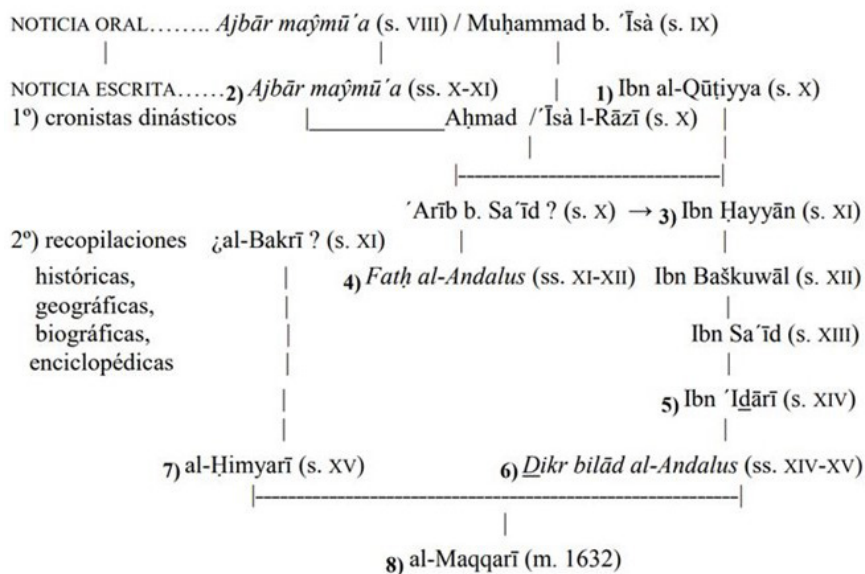 NOTICIA ORAL........ Ajbār maŷmū´a (s. VIII) / Muḥammad b. ´Īsà (s. IX)
NOTICIA ESCRITA......2) Ajbār maŷmū´a (ss. X-XI) 1) Ibn al-Qūṭiyya (s. X)
1º) cronistas dinásticos Aḥmad /´Īsà l-Rāzī (s. X)
´Arīb b. Sa´īd ? (s. X) → 3) Ibn Ḥayyān (s. XI)
2º) recopilaciones ¿al-Bakrī ? (s. XI)
históricas, 4) Fatḥ al-Andalus (ss. XI-XII) Ibn Baškuwāl (s. XII)
geográficas,
biográficas, Ibn Sa´īd (s. XIII)
enciclopédicas
5) Ibn ´Iḏārī (s. XIV)
7) al-Ḥimyarī (s. XV) 6) Ḏikr bilād al-Andalus (ss. XIV-XV)
8) al-Maqqarī (m. 1632)